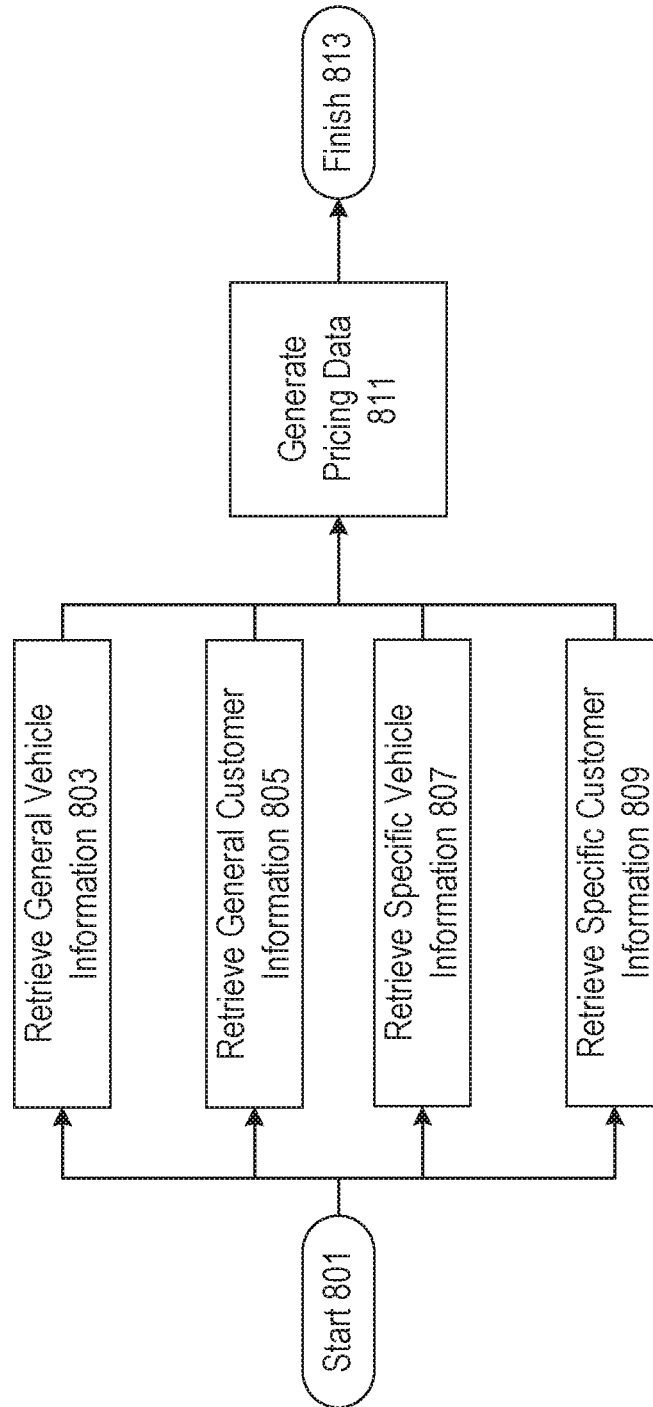 Start 801
Retrieve General Vehicle
Information 803
Retrieve General Customer
Information 805
Retrieve Specific Vehicle
Information 807
Retrieve Specific Customer
Information 809
Generate
Pricing Data
811
Finish 813